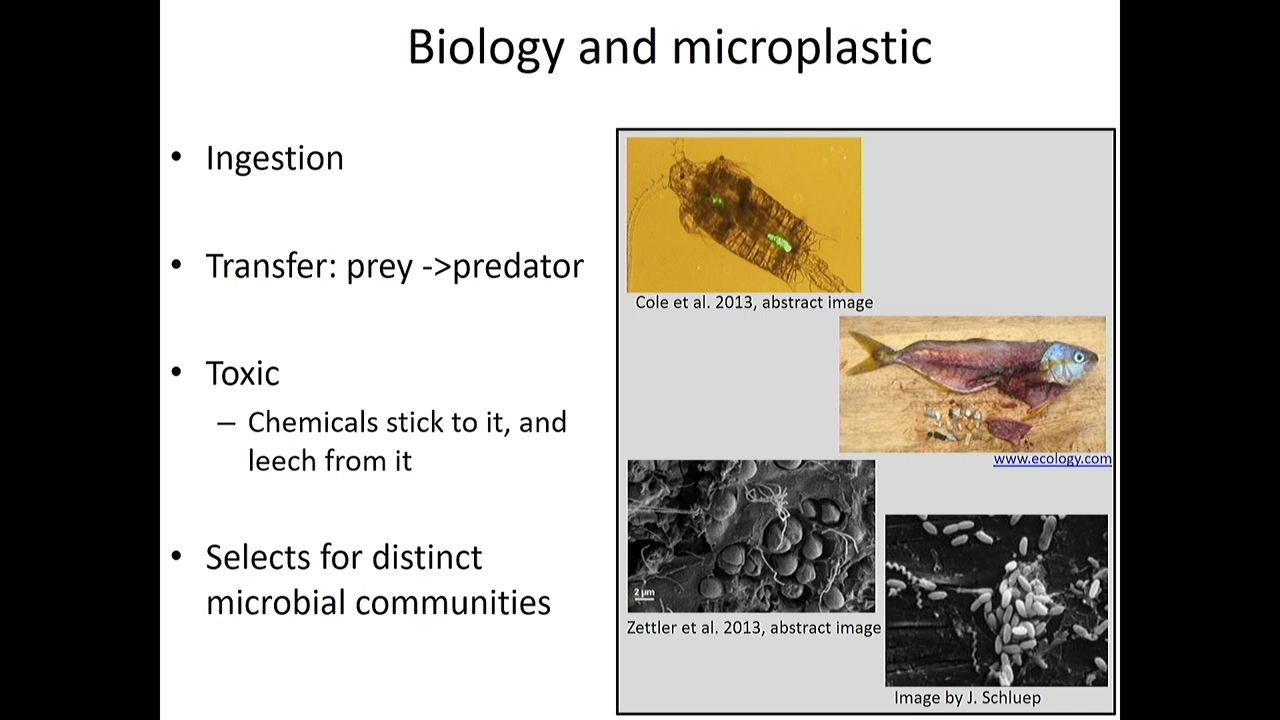 Biology and microplastic
• Ingestion
• Transfer: prey ->predator
• Toxic
– Chemicals stick to it, and
leech from it
• Selects for distinct
microbial communities
Cole et al. 2013, abstract image
www.ecology.com
2 µm
Zettler et al. 2013, abstract image
Image by J. Schluep